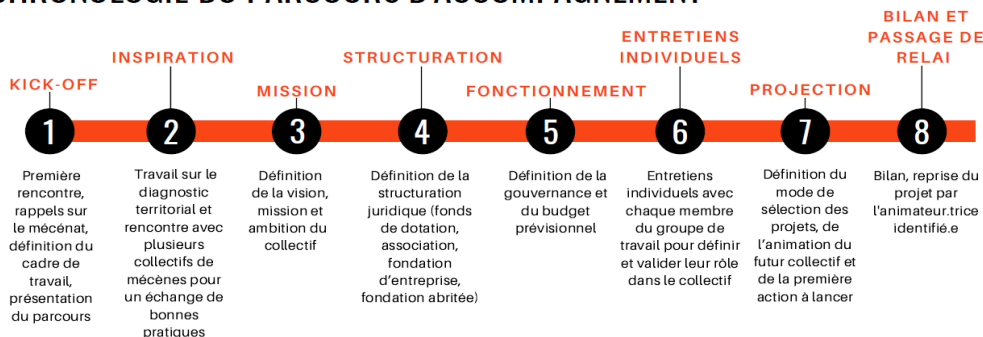 CHRONOLOGIE DU PARCOURS D'ACCOMPAGNEMENT
KICK-OFF
1
Première
rencontre,
rappels sur
le mécénat,
définition du
cadre de
travail,
présentation
du parcours
INSPIRATION
2
Travail sur le
diagnostic
territorial et
rencontre avec
plusieurs
collectifs de
mécènes pour
un échange de
bonnes
pratiques
MISSION
3
Définition
de la vision,
mission et
ambition du
collectif
STRUCTURATION
4
Définition de la
structuration
juridique (fonds
de dotation,
association,
fondation
d'entreprise,
fondation abritée)
FONCTIONNEMENT
5
Définition de la
gouvernance et
du budget
prévisionnel
ENTRETIENS
INDIVIDUELS
6
Entretiens
individuels avec
chaque membre
du groupe de
travail pour définir
et valider leur rôle
dans le collectif
PROJECTION
7
Définition du
mode de
sélection des
projets, de
l'animation du
futur collectif et
de la première
action à lancer
BILAN ET
PASSAGE DE
RELAI
8
Bilan, reprise du
projet par
l'animateur.trice
identifié.e